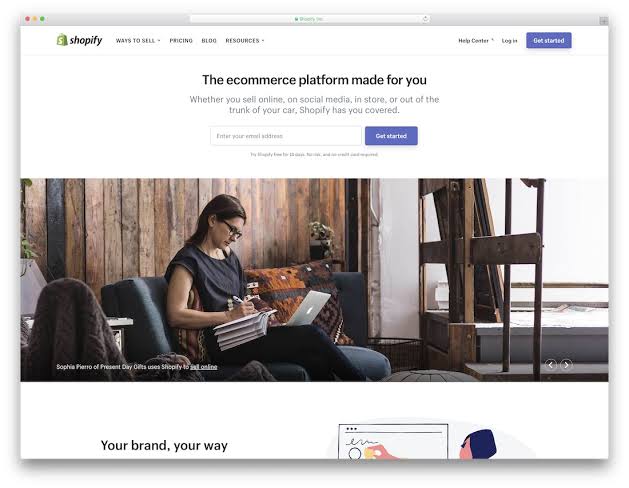 Shopify Inc.
shopify
WAYS TO SELL
PRICING
BLOG
RESOURCES
Help Center
Log in
Get started
The ecommerce platform made for you
Whether you sell online, on social media, in store, or out of the
trunk of your car, Shopify has you covered.
Enter your email address
Get started
Try Shopify free for 14 days. No risk, and no credit card required.
Sophia Pierro of Present Day Gifts uses Shopify to sell online
Your brand, your way